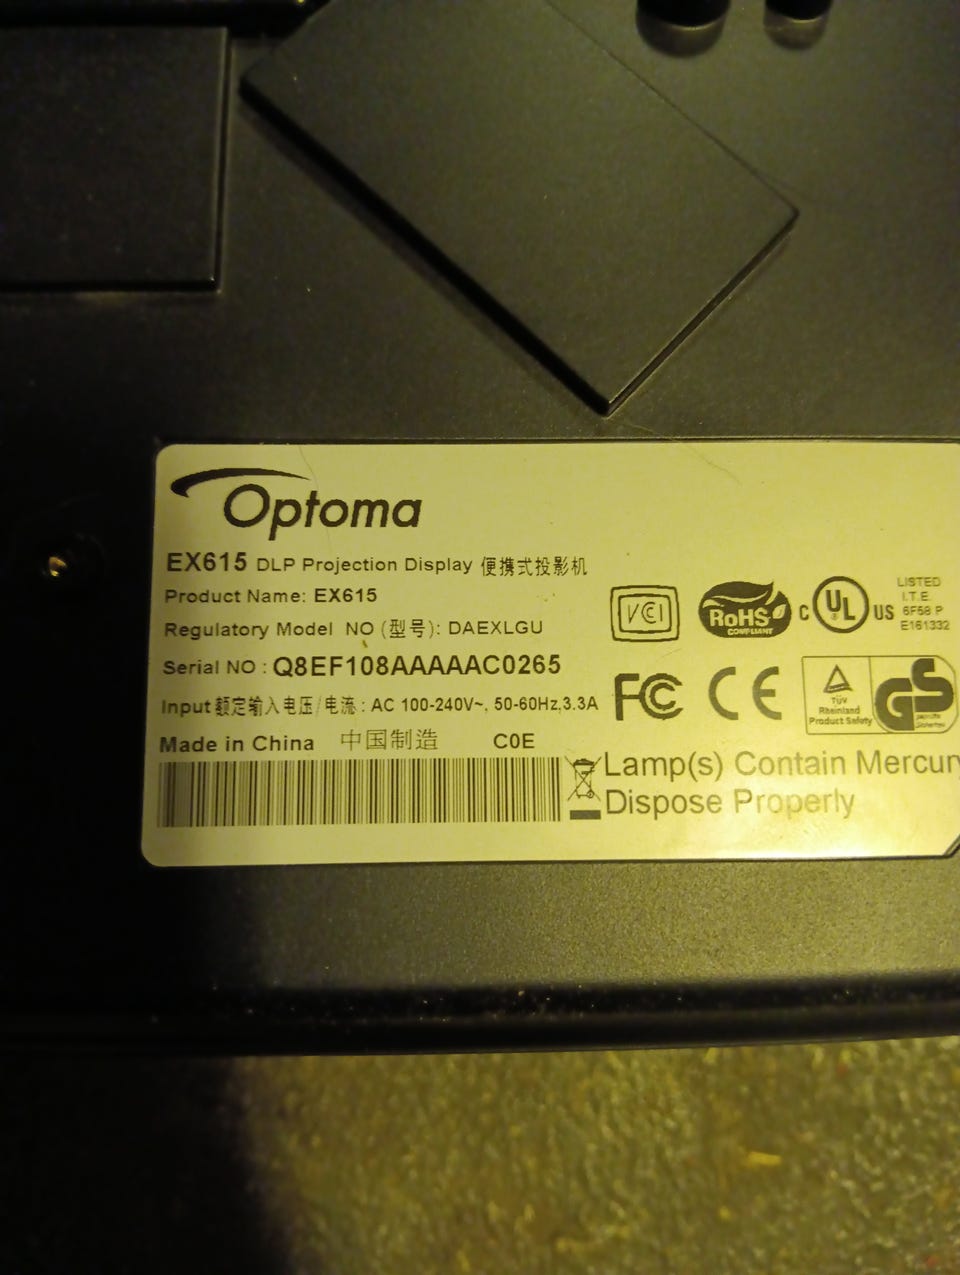 Optoma
EX615 DLP Projection Display 便携式投影机
Product Name: EX615
Regulatory Model NO (型号): DAEXLGU
Serial NO : Q8EF108AAAAAC0265
Input 额定输入电压/电流: AC 100-240V~, 50-60Hz,3.3A
Made in China 中国制造 C0E
VCI
RoHS
COMPLIANT
C UL US
LISTED
I.T.E.
6F58 P
E161332
FC CE
TÜV
Rheinland
Product Safety
GS
Lamp(s) Contain Mercury
Dispose Properly